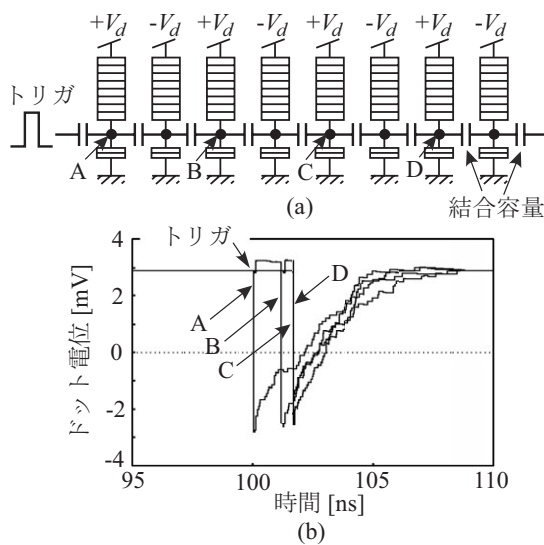 +Vd -Vd +Vd -Vd +Vd -Vd +Vd -Vd
トリガ
A B C D
結合容量
(a)
4
トリガ
ドット電位 [mV]
2
A
D
B
0
C
-2
-4
95 100 105 110
時間 [ns]
(b)